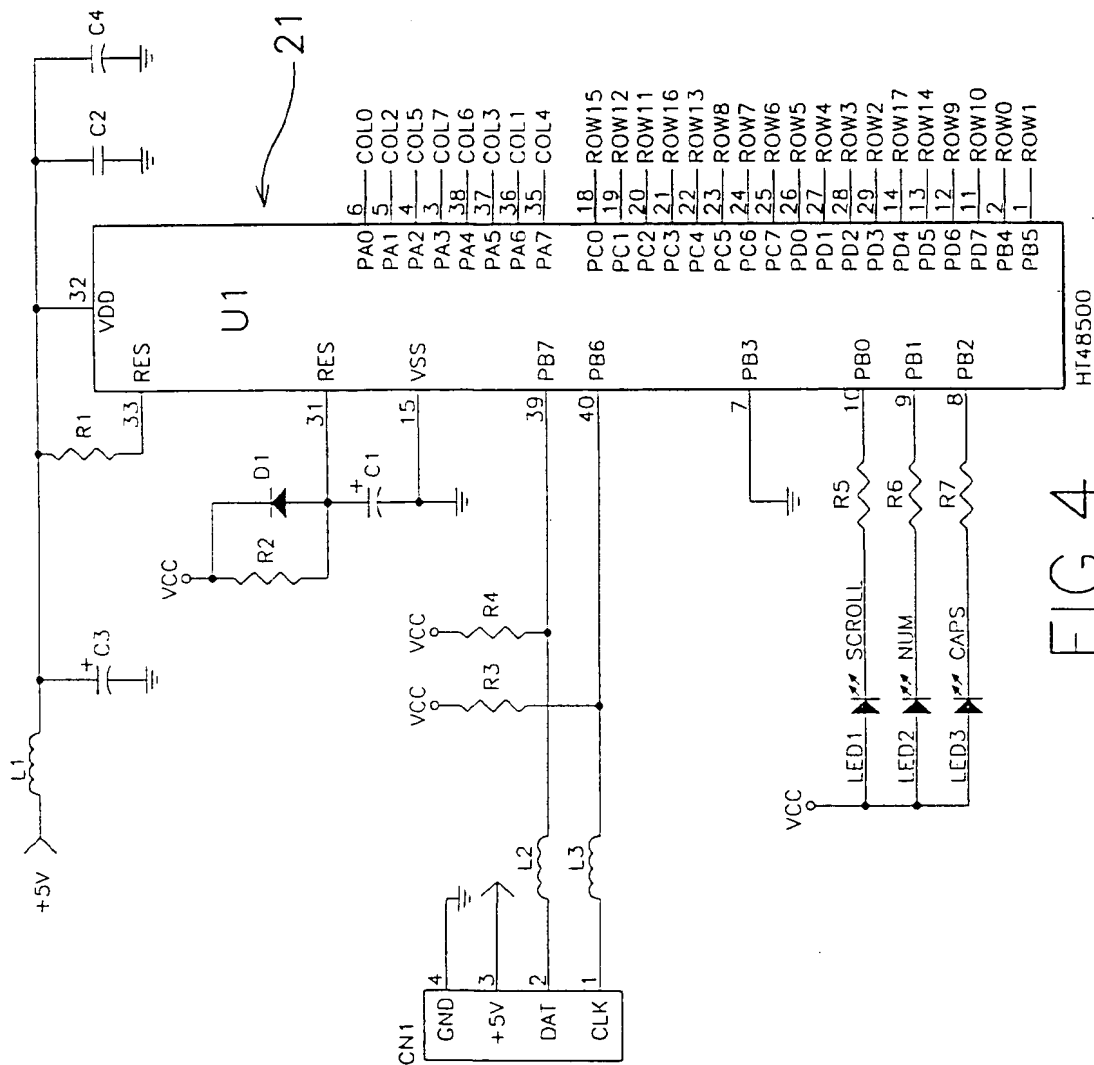 +5V
L1
C3
+
C2
C4
21
R1
33
RES
32
VDD
U1
VCC
R2
D1
31
RES
C1
+
15
VSS
VCC
R4
VCC
R3
39
PB7
40
PB6
7
PB3
CN1
GND 4
+5V 3
DAT 2
CLK 1
L2
L3
VCC
LED1 SCROLL R5 10 PB0
LED2 NUM R6 9 PB1
LED3 CAPS R7 8 PB2
PA0 6 COL0
PA1 5 COL2
PA2 4 COL5
PA3 3 COL7
PA4 38 COL6
PA5 37 COL3
PA6 36 COL1
PA7 35 COL4
PC0 18 ROW15
PC1 19 ROW12
PC2 20 ROW11
PC3 21 ROW16
PC4 22 ROW13
PC5 23 ROW8
PC6 24 ROW7
PC7 25 ROW6
PD0 26 ROW5
PD1 27 ROW4
PD2 28 ROW3
PD3 29 ROW2
PD4 14 ROW17
PD5 13 ROW14
PD6 12 ROW9
PD7 11 ROW10
PB4 2 ROW0
PB5 1 ROW1
HT48500
FIG 4